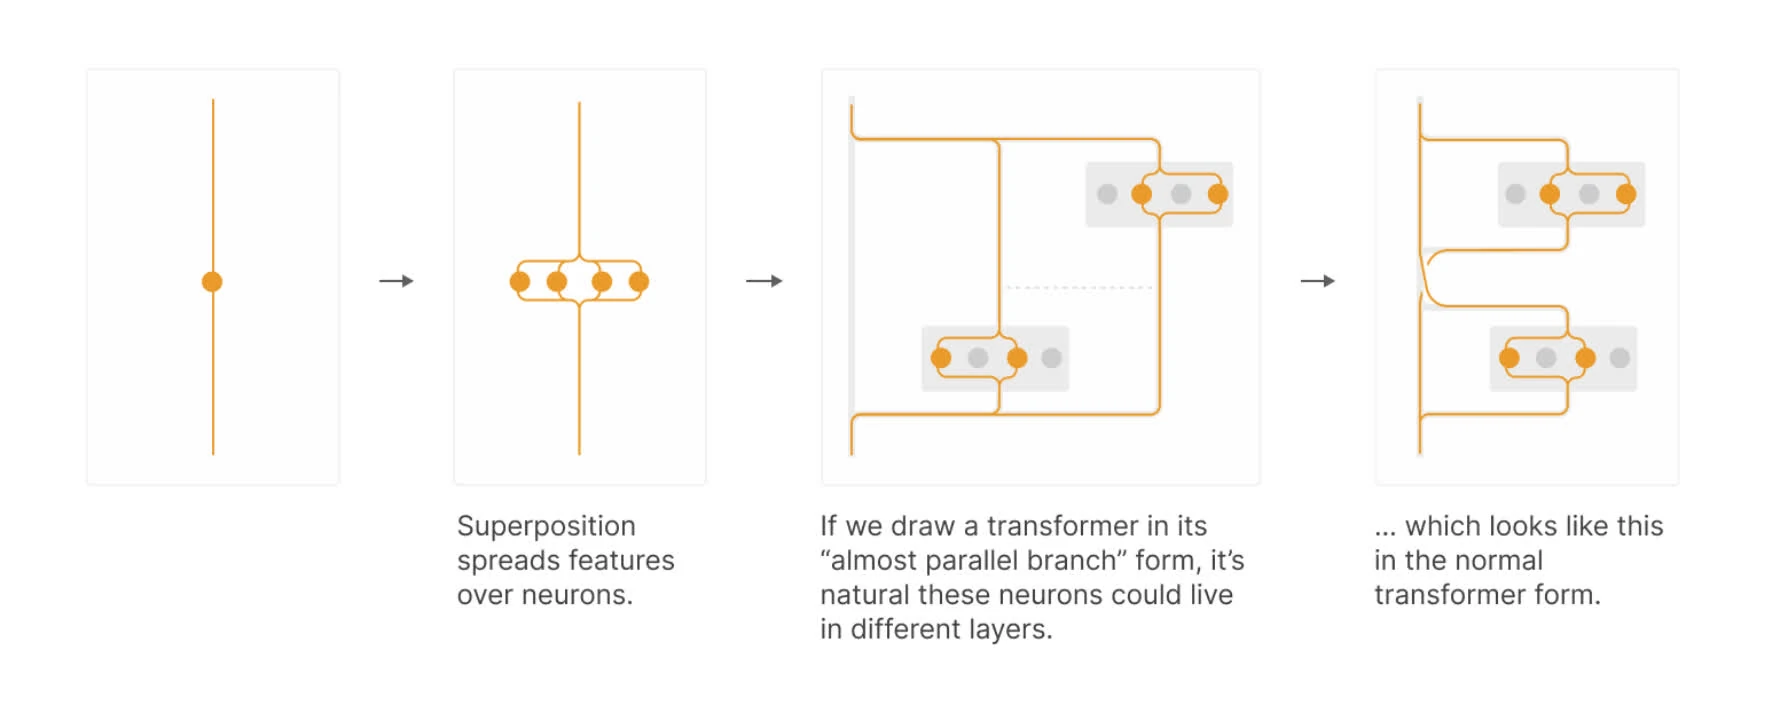 Superposition
spreads features
over neurons.
If we draw a transformer in its
“almost parallel branch” form, it’s
natural these neurons could live
in different layers.
... which looks like this
in the normal
transformer form.